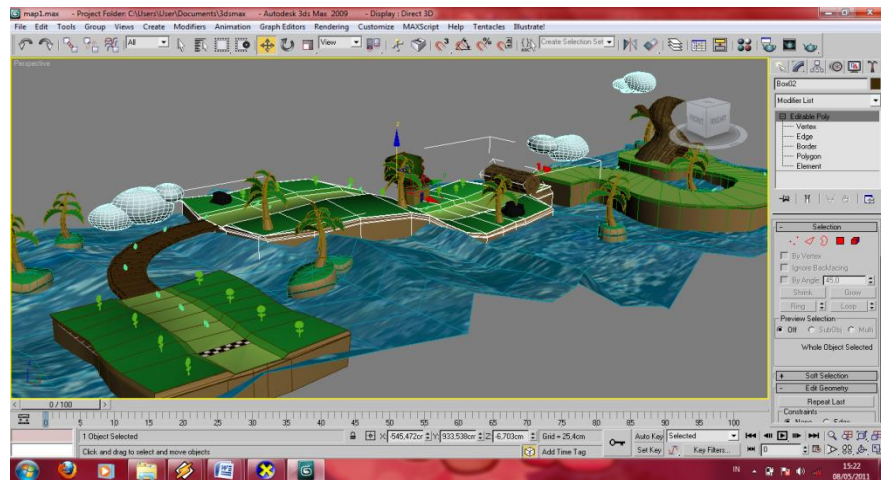 map1.max - Project Folder: C:\Users\User\Documents\3dsmax - Autodesk 3ds Max 2009 - Display : Direct 3D
File Edit Tools Group Views Create Modifiers Animation Graph Editors Rendering Customize MAXScript Help Tentacles Illustrate!
All View Create Selection Set
Perspective
FRONT RIGHT
Box02
Modifier List
Editable Poly
Vertex
Edge
Border
Polygon
Element
Selection
By Vertex
Ignore Backfacing
By Angle: 45,0
Shrink Grow
Ring Loop
Preview Selection
Off SubObj Multi
Whole Object Selected
+ Soft Selection
- Edit Geometry
Repeat Last
Constraints
None Edge
0 / 100
0 5 10 15 20 25 30 35 40 45 50 55 60 65 70 75 80 85 90 95 100
1 Object Selected X: -545,472cm Y: 933,538cm Z: -6,703cm Grid = 25,4cm Auto Key Selected
Click and drag to select and move objects Add Time Tag Set Key Key Filters... 0
IN 15:22
08/05/2011